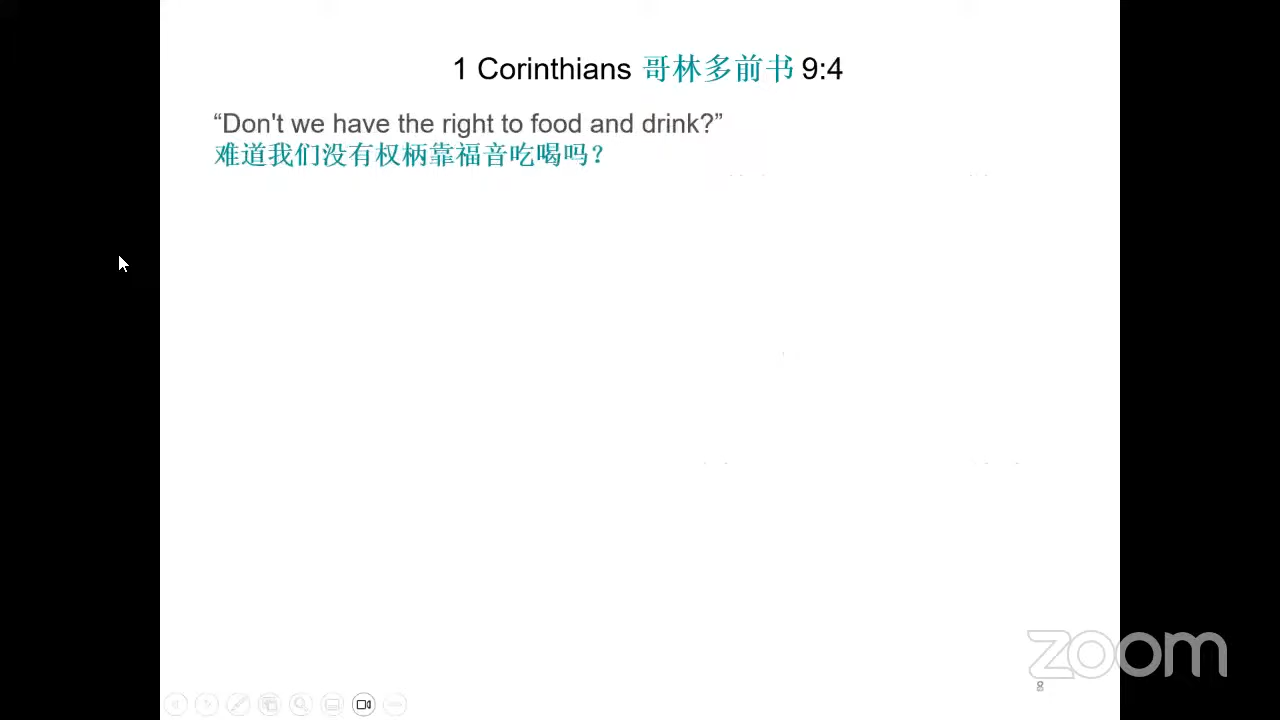 1 Corinthians 哥林多前书 9:4
“Don't we have the right to food and drink?”
难道我们没有权柄靠福音吃喝吗？
zoom
8